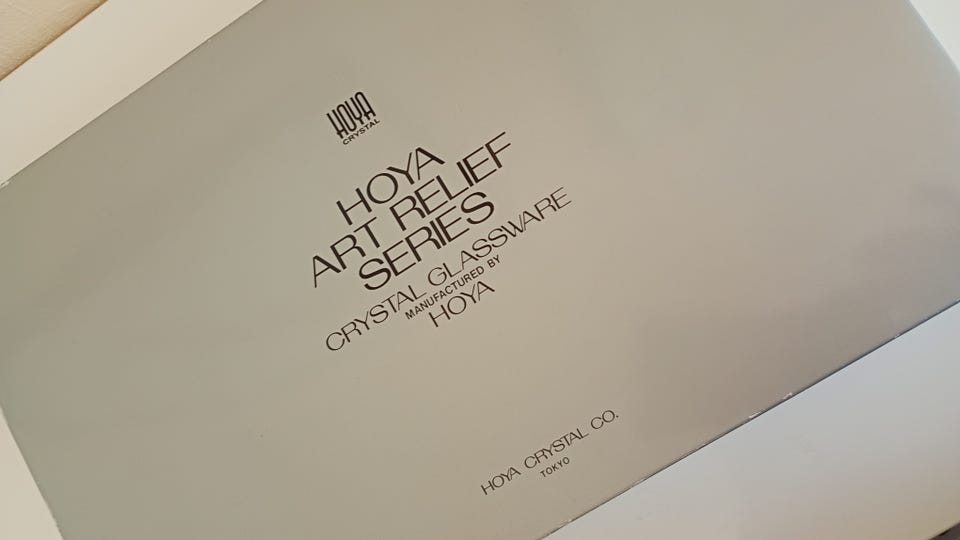 HOYA
CRYSTAL
HOYA
ART RELIEF
SERIES
CRYSTAL GLASSWARE
MANUFACTURED BY
HOYA
HOYA CRYSTAL CO.
TOKYO